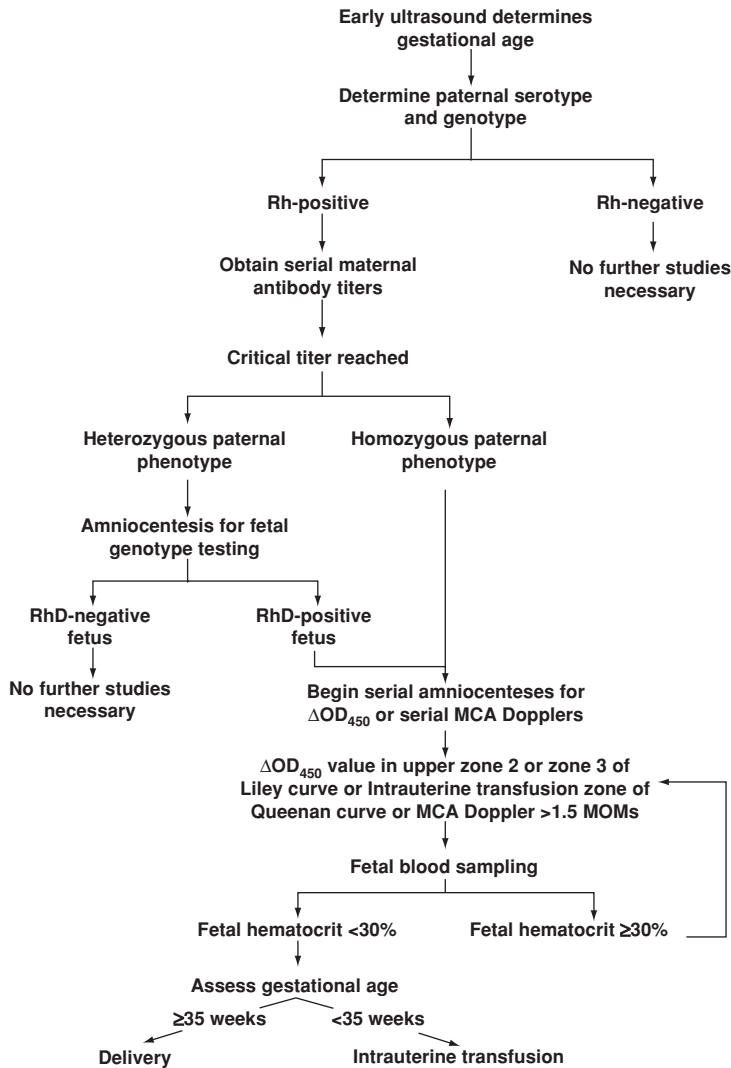 Early ultrasound determines
gestational age
Determine paternal serotype
and genotype
Rh-positive
Rh-negative
Obtain serial maternal
antibody titers
No further studies
necessary
Critical titer reached
Heterozygous paternal
phenotype
Homozygous paternal
phenotype
Amniocentesis for fetal
genotype testing
RhD-negative
fetus
RhD-positive
fetus
No further studies
necessary
Begin serial amniocenteses for
ΔOD450 or serial MCA Dopplers
ΔOD450 value in upper zone 2 or zone 3 of
Liley curve or Intrauterine transfusion zone of
Queenan curve or MCA Doppler >1.5 MOMs
Fetal blood sampling
Fetal hematocrit <30%
Fetal hematocrit ≥30%
Assess gestational age
≥35 weeks
<35 weeks
Delivery
Intrauterine transfusion